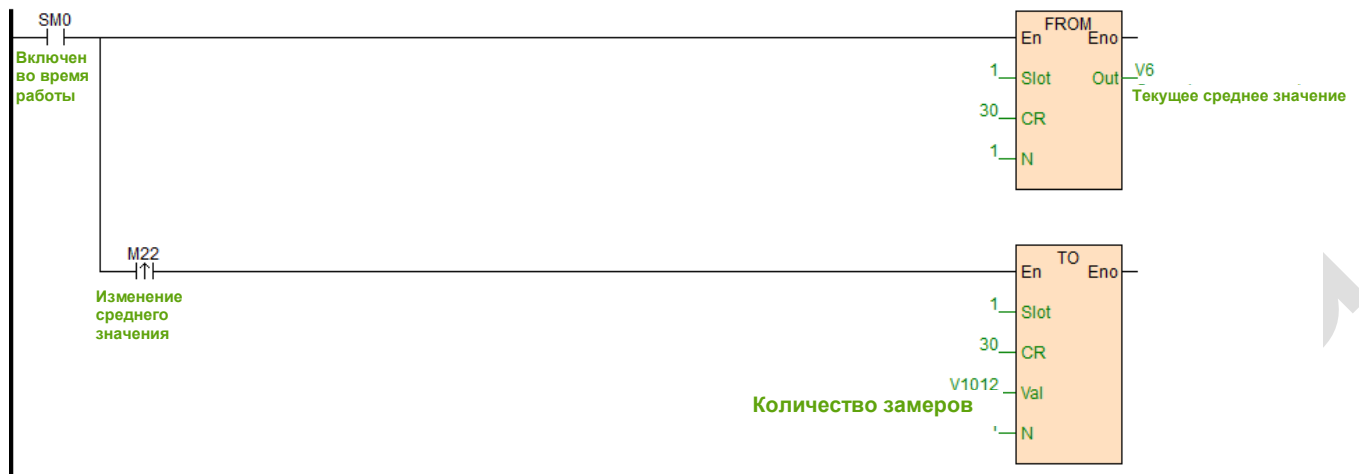 SM0
Включен
во время
работы
FROM
En Eno
1 Slot Out V6
Текущее среднее значение
30 CR
1 N
M22
Изменение
среднего
значения
TO
En Eno
1 Slot
30 CR
V1012 Val
Количество замеров
N